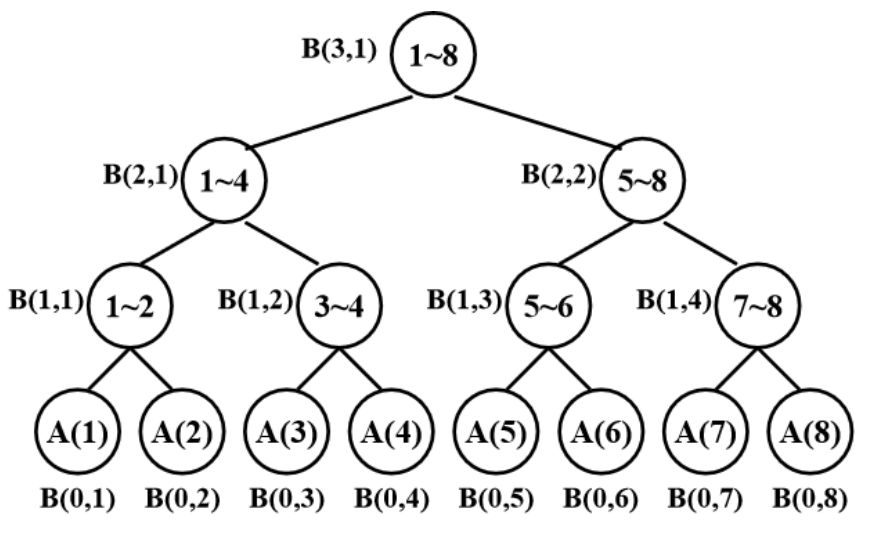 B(3,1) 1~8
B(2,1) 1~4 B(2,2) 5~8
B(1,1) 1~2 B(1,2) 3~4 B(1,3) 5~6 B(1,4) 7~8
A(1) A(2) A(3) A(4) A(5) A(6) A(7) A(8)
B(0,1) B(0,2) B(0,3) B(0,4) B(0,5) B(0,6) B(0,7) B(0,8)